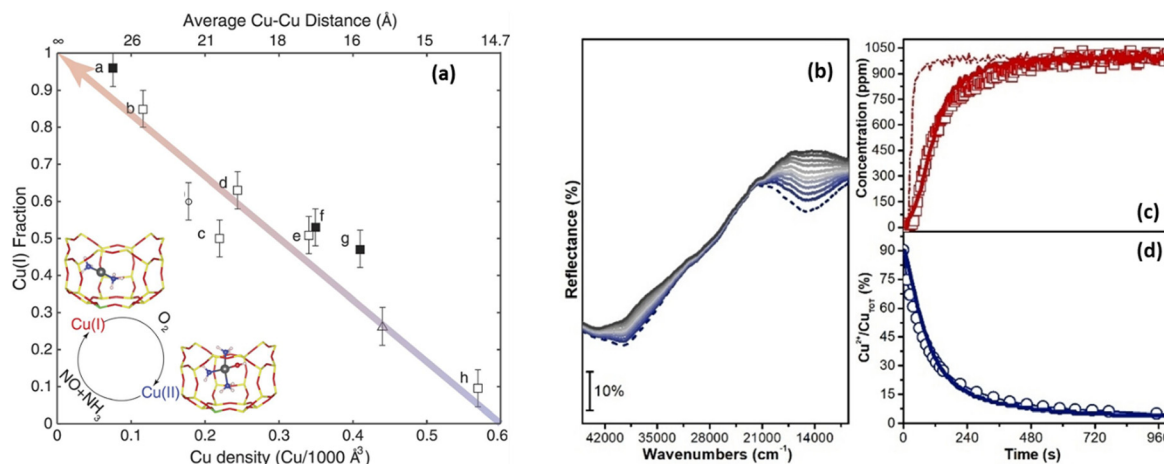 Average Cu-Cu Distance (Å)
∞ 26 21 17 16 15 14.7
(a)
1
0.9
0.8
0.7
0.6
0.5
0.4
0.3
0.2
0.1
0
Cu(I) Fraction
a
b
c
d
e
f
g
h
Cu(I)
O2
NO+NH3
Cu(II)
0 0.1 0.2 0.3 0.4 0.5 0.6
Cu density (Cu/1000 Å³)
(b)
Reflectance (%)
10%
42000 35000 28000 21000 14000
Wavenumbers (cm⁻¹)
1050
900
750
600
450
300
150
0
Concentration (ppm)
(c)
90
75
60
45
30
15
0
Cu²⁺/Cu_TOT (%)
(d)
0 240 480 720 960
Time (s)